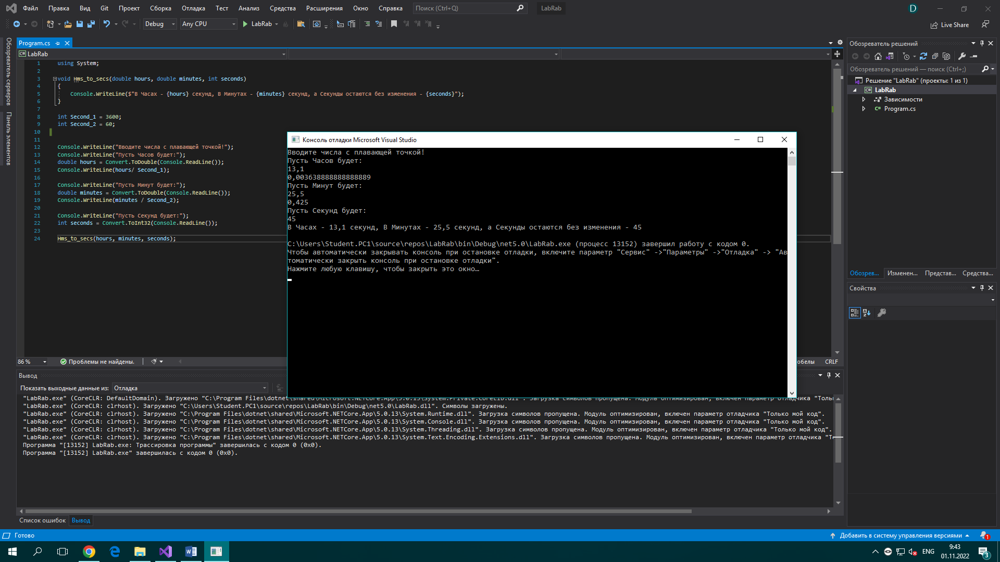 Файл Правка Вид Git Проект Сборка Отладка Тест Анализ Средства Расширения Окно Справка Поиск (Ctrl+Q) LabRab D
Debug Any CPU LabRab Live Share
Обозреватель серверов
Панель элементов
Program.cs
LabRab
1 using System;
2
3 void Hms_to_secs(double hours, double minutes, int seconds)
4 {
5 Console.WriteLine($"В Часах - {hours} секунд, В Минутах - {minutes} секунд, а Секунды остаются без изменения - {seconds}");
6 }
7
8 int Second_1 = 3600;
9 int Second_2 = 60;
10
11
12 Console.WriteLine("Вводите числа с плавающей точкой!");
13 Console.WriteLine("Пусть Часов будет:");
14 double hours = Convert.ToDouble(Console.ReadLine());
15 Console.WriteLine(hours/ Second_1);
16
17 Console.WriteLine("Пусть Минут будет:");
18 double minutes = Convert.ToDouble(Console.ReadLine());
19 Console.WriteLine(minutes / Second_2);
20
21 Console.WriteLine("Пусть Секунд будет:");
22 int seconds = Convert.ToInt32(Console.ReadLine());
23
24 Hms_to_secs(hours, minutes, seconds);
Консоль отладки Microsoft Visual Studio
Вводите числа с плавающей точкой!
Пусть Часов будет:
13,1
0,003638888888888889
Пусть Минут будет:
25,5
0,425
Пусть Секунд будет:
45
В Часах - 13,1 секунд, В Минутах - 25,5 секунд, а Секунды остаются без изменения - 45
C:\Users\Student.PC1\source\repos\LabRab\bin\Debug\net5.0\LabRab.exe (процесс 13152) завершил работу с кодом 0.
Чтобы автоматически закрывать консоль при остановке отладки, включите параметр "Сервис" ->"Параметры" ->"Отладка" -> "Ав
томатически закрыть консоль при остановке отладки".
Нажмите любую клавишу, чтобы закрыть это окно…
86 % Проблемы не найдены. обелы CRLF
Вывод
Показать выходные данные из: Отладка
"LabRab.exe" (CoreCLR: DefaultDomain). Загружено "C:\Program Files\dotnet\shared\Microsoft.NETCore.App\5.0.13\System.Private.CoreLib.dll". Загрузка символов пропущена. Модуль оптимизирован, включен параметр отладчика "Толь
"LabRab.exe" (CoreCLR: clrhost). Загружено "C:\Users\Student.PC1\source\repos\LabRab\bin\Debug\net5.0\LabRab.dll". Символы загружены.
"LabRab.exe" (CoreCLR: clrhost). Загружено "C:\Program Files\dotnet\shared\Microsoft.NETCore.App\5.0.13\System.Runtime.dll". Загрузка символов пропущена. Модуль оптимизирован, включен параметр отладчика "Только мой код".
"LabRab.exe" (CoreCLR: clrhost). Загружено "C:\Program Files\dotnet\shared\Microsoft.NETCore.App\5.0.13\System.Console.dll". Загрузка символов пропущена. Модуль оптимизирован, включен параметр отладчика "Только мой код".
"LabRab.exe" (CoreCLR: clrhost). Загружено "C:\Program Files\dotnet\shared\Microsoft.NETCore.App\5.0.13\System.Threading.dll". Загрузка символов пропущена. Модуль оптимизирован, включен параметр отладчика "Только мой код".
"LabRab.exe" (CoreCLR: clrhost). Загружено "C:\Program Files\dotnet\shared\Microsoft.NETCore.App\5.0.13\System.Text.Encoding.Extensions.dll". Загрузка символов пропущена. Модуль оптимизирован, включен параметр отладчика "То
Программа "[13152] LabRab.exe: Трассировка программы" завершилась с кодом 0 (0x0).
Программа "[13152] LabRab.exe" завершилась с кодом 0 (0x0).
Список ошибок Вывод
Обозреватель решений
Обозреватель решений — поиск (Ctrl+;)
Решение "LabRab" (проекты: 1 из 1)
LabRab
Зависимости
C# Program.cs
Обозрев... Изменен... Представ... Средства...
Свойства
Готово Добавить в систему управления версиями 1
ENG 9:43
01.11.2022 3